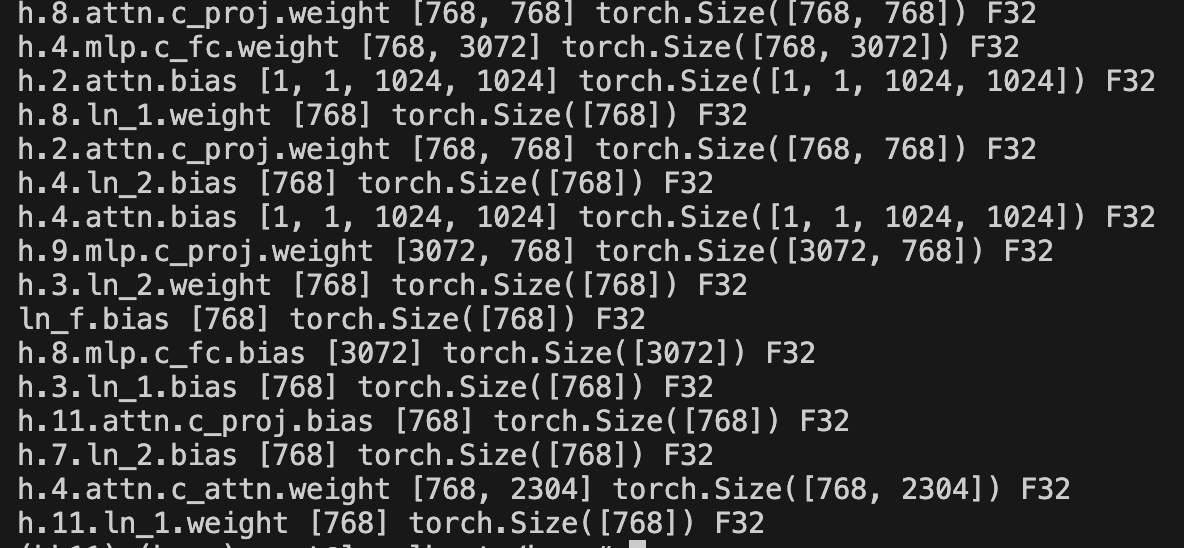 h.8.attn.c_proj.weight [768, 768] torch.Size([768, 768]) F32
h.4.mlp.c_fc.weight [768, 3072] torch.Size([768, 3072]) F32
h.2.attn.bias [1, 1, 1024, 1024] torch.Size([1, 1, 1024, 1024]) F32
h.8.ln_1.weight [768] torch.Size([768]) F32
h.2.attn.c_proj.weight [768, 768] torch.Size([768, 768]) F32
h.4.ln_2.bias [768] torch.Size([768]) F32
h.4.attn.bias [1, 1, 1024, 1024] torch.Size([1, 1, 1024, 1024]) F32
h.9.mlp.c_proj.weight [3072, 768] torch.Size([3072, 768]) F32
h.3.ln_2.weight [768] torch.Size([768]) F32
ln_f.bias [768] torch.Size([768]) F32
h.8.mlp.c_fc.bias [3072] torch.Size([3072]) F32
h.3.ln_1.bias [768] torch.Size([768]) F32
h.11.attn.c_proj.bias [768] torch.Size([768]) F32
h.7.ln_2.bias [768] torch.Size([768]) F32
h.4.attn.c_attn.weight [768, 2304] torch.Size([768, 2304]) F32
h.11.ln_1.weight [768] torch.Size([768]) F32